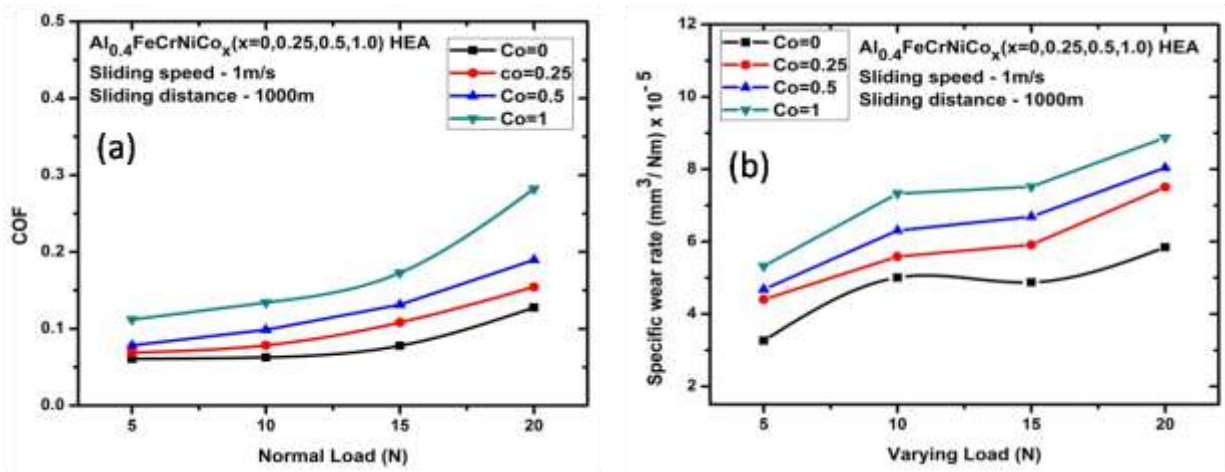 Al0.4FeCrNiCox(x=0,0.25,0.5,1.0) HEA
Sliding speed - 1m/s
Sliding distance - 1000m
Co=0
co=0.25
Co=0.5
Co=1
(a)
COF
0.5
0.4
0.3
0.2
0.1
0.0
5 10 15 20
Normal Load (N)
Co=0
Co=0.25
Co=0.5
Co=1
Al0.4FeCrNiCox(x=0,0.25,0.5,1.0) HEA
Sliding speed - 1m/s
Sliding distance - 1000m
(b)
Specific wear rate (mm3/ Nm) x 10-5
12
10
8
6
4
2
5 10 15 20
Varying Load (N)